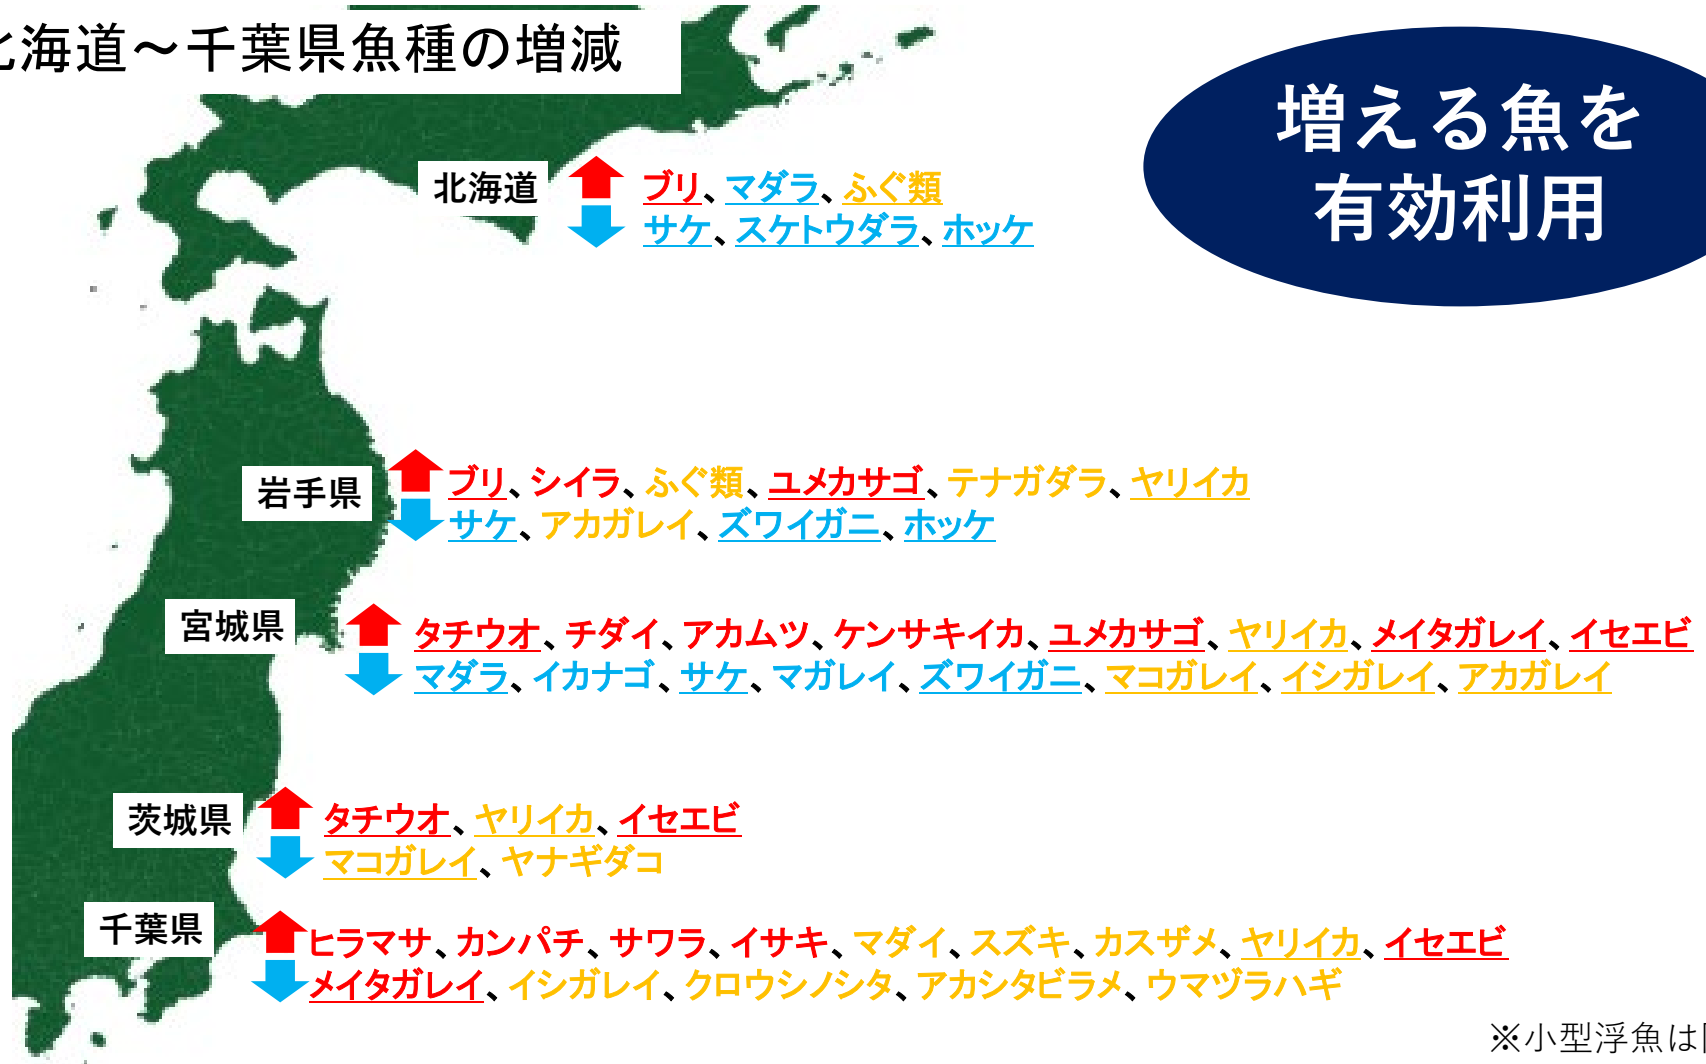 海道～千葉県魚種の増減
増える魚を
有効利用
北海道
ブリ、マダラ、ふぐ類
サケ、スケトウダラ、ホッケ
岩手県
ブリ、シイラ、ふぐ類、ユメカサゴ、テナガダラ、ヤリイカ
サケ、アカガレイ、ズワイガニ、ホッケ
宮城県
タチウオ、チダイ、アカムツ、ケンサキイカ、ユメカサゴ、ヤリイカ、メイタガレイ、イセエビ
マダラ、イカナゴ、サケ、マガレイ、ズワイガニ、マコガレイ、イシガレイ、アカガレイ
茨城県
タチウオ、ヤリイカ、イセエビ
マコガレイ、ヤナギダコ
千葉県
ヒラマサ、カンパチ、サワラ、イサキ、マダイ、スズキ、カスザメ、ヤリイカ、イセエビ
メイタガレイ、イシガレイ、クロウシノシタ、アカシタビラメ、ウマヅラハギ
※小型浮魚は